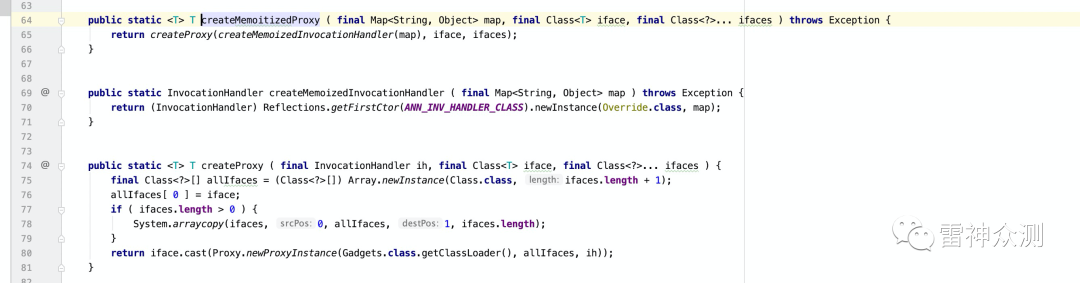 63
64 public static <T> T createMemoitizedProxy ( final Map<String, Object> map, final Class<T> iface, final Class<?>... ifaces ) throws Exception {
65 return createProxy(createMemoizedInvocationHandler(map), iface, ifaces);
66 }
67
68
69 @ public static InvocationHandler createMemoizedInvocationHandler ( final Map<String, Object> map ) throws Exception {
70 return (InvocationHandler) Reflections.getFirstCtor(ANN_INV_HANDLER_CLASS).newInstance(Override.class, map);
71 }
72
73
74 @ public static <T> T createProxy ( final InvocationHandler ih, final Class<T> iface, final Class<?>... ifaces ) {
75 final Class<?>[] allIfaces = (Class<?>[]) Array.newInstance(Class.class, length: ifaces.length + 1);
76 allIfaces[ 0 ] = iface;
77 if ( ifaces.length > 0 ) {
78 System.arraycopy(ifaces, srcPos: 0, allIfaces, destPos: 1, ifaces.length);
79 }
80 return iface.cast(Proxy.newProxyInstance(Gadgets.class.getClassLoader(), allIfaces, ih));
81 }
82
雷神众测